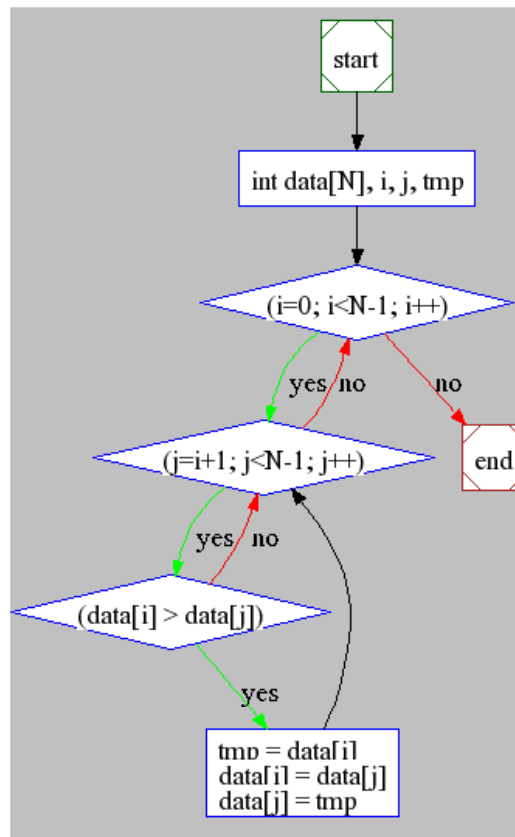 start
int data[N], i, j, tmp
(i=0; i<N-1; i++)
yes no
no
(j=i+1; j<N-1; j++)
end
yes no
(data[i] > data[j])
yes
tmp = data[i]
data[i] = data[j]
data[j] = tmp